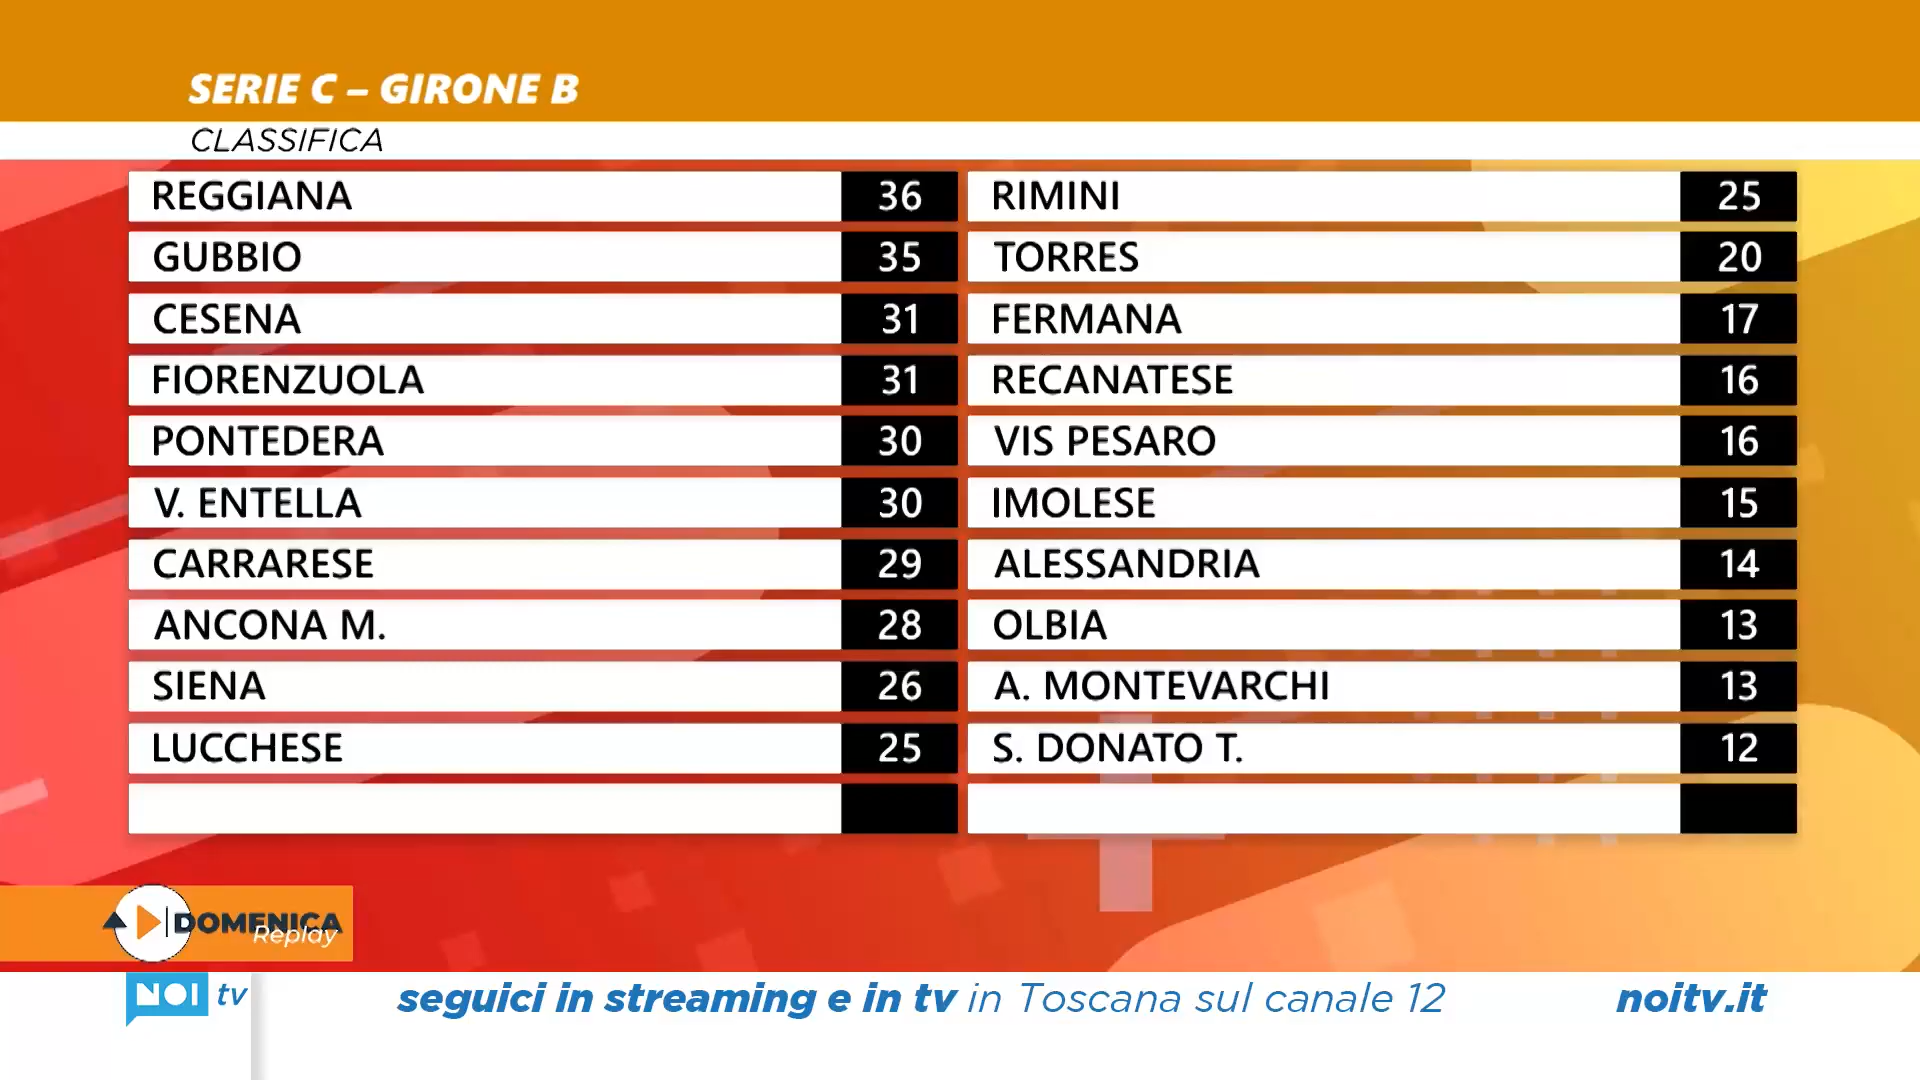 SERIE C – GIRONE B
CLASSIFICA
REGGIANA 36
GUBBIO 35
CESENA 31
FIORENZUOLA 31
PONTEDERA 30
V. ENTELLA 30
CARRARESE 29
ANCONA M. 28
SIENA 26
LUCCHESE 25
RIMINI 25
TORRES 20
FERMANA 17
RECANATESE 16
VIS PESARO 16
IMOLESE 15
ALESSANDRIA 14
OLBIA 13
A. MONTEVARCHI 13
S. DONATO T. 12
DOMENICA
Replay
NOI tv
seguici in streaming e in tv in Toscana sul canale 12
noitv.it